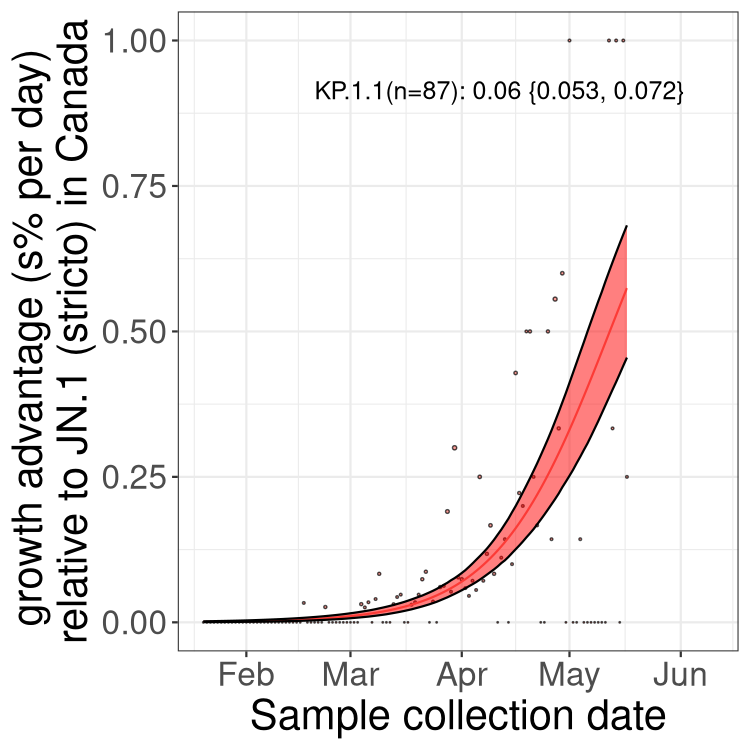 growth advantage (s% per day)
relative to JN.1 (stricto) in Canada
1.00
0.75
0.50
0.25
0.00
KP.1.1(n=87): 0.06 {0.053, 0.072}
Feb Mar Apr May Jun
Sample collection date